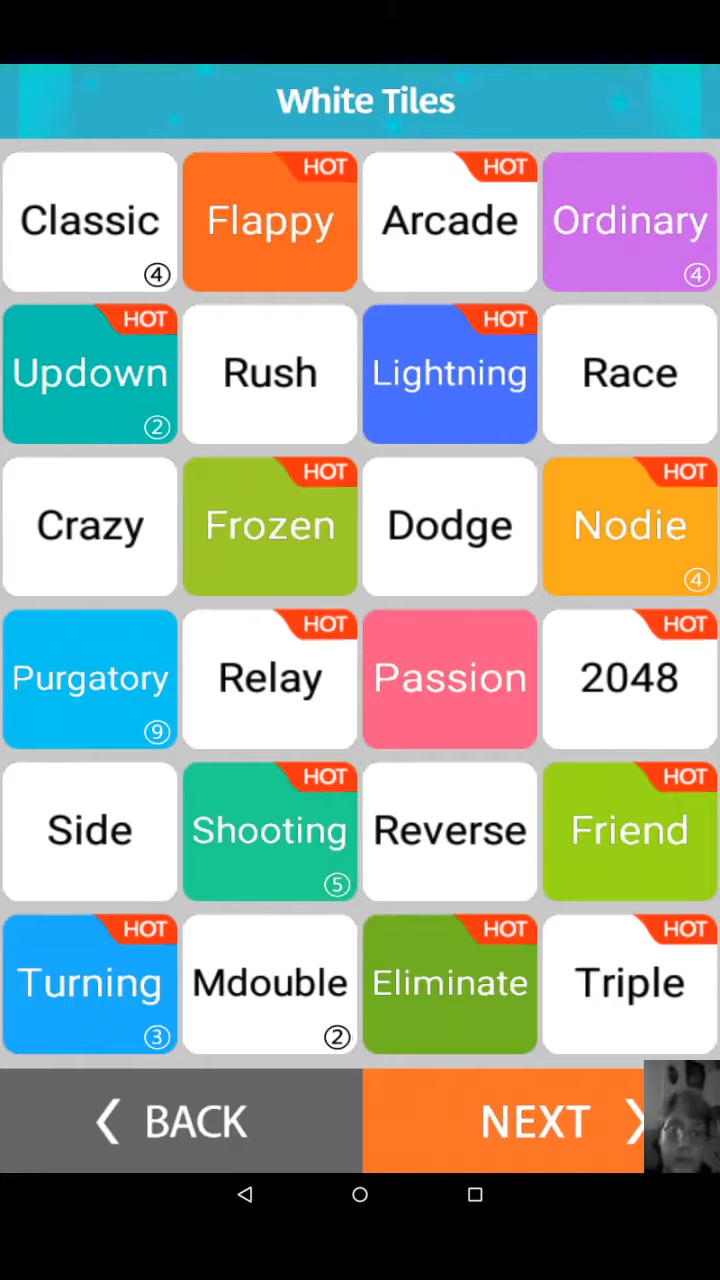 White Tiles
Classic
④
HOT
Flappy
HOT
Arcade
Ordinary
④
HOT
Updown
②
Rush
HOT
Lightning
Race
Crazy
HOT
Frozen
Dodge
HOT
Nodie
④
Purgatory
⑨
HOT
Relay
Passion
HOT
2048
Side
HOT
Shooting
⑤
Reverse
HOT
Friend
HOT
Turning
③
Mdouble
②
HOT
Eliminate
HOT
Triple
BACK
NEXT